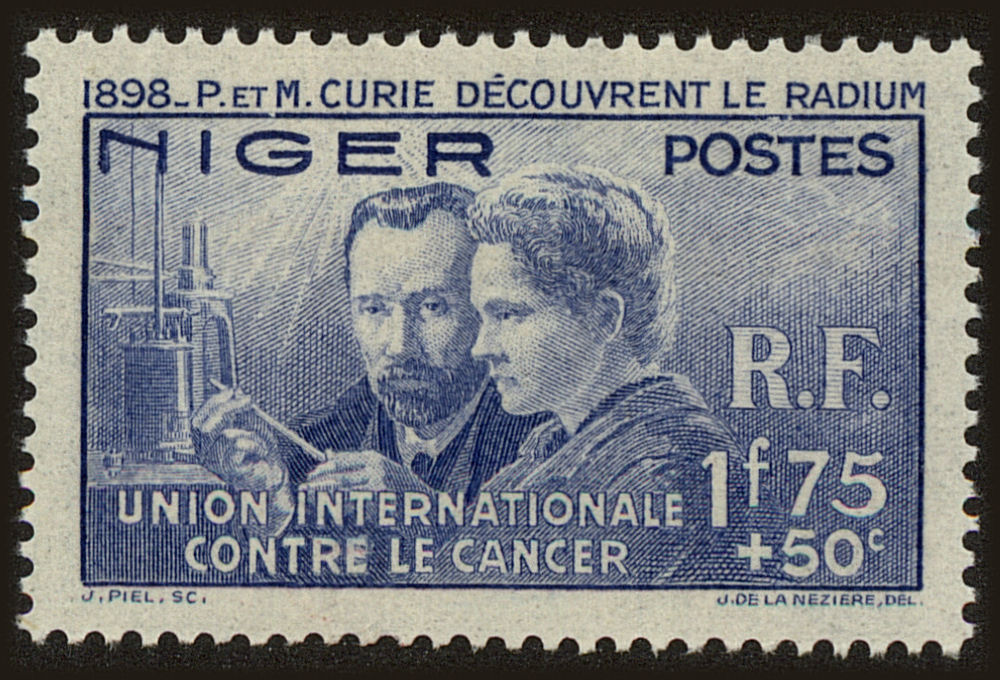 1898_P. ET M. CURIE DÉCOUVRENT LE RADIUM
NIGER POSTES
R.F.
1f75
+50c
UNION INTERNATIONALE
CONTRE LE CANCER
J. PIEL. SC. J. DE LA NEZIERE, DEL.